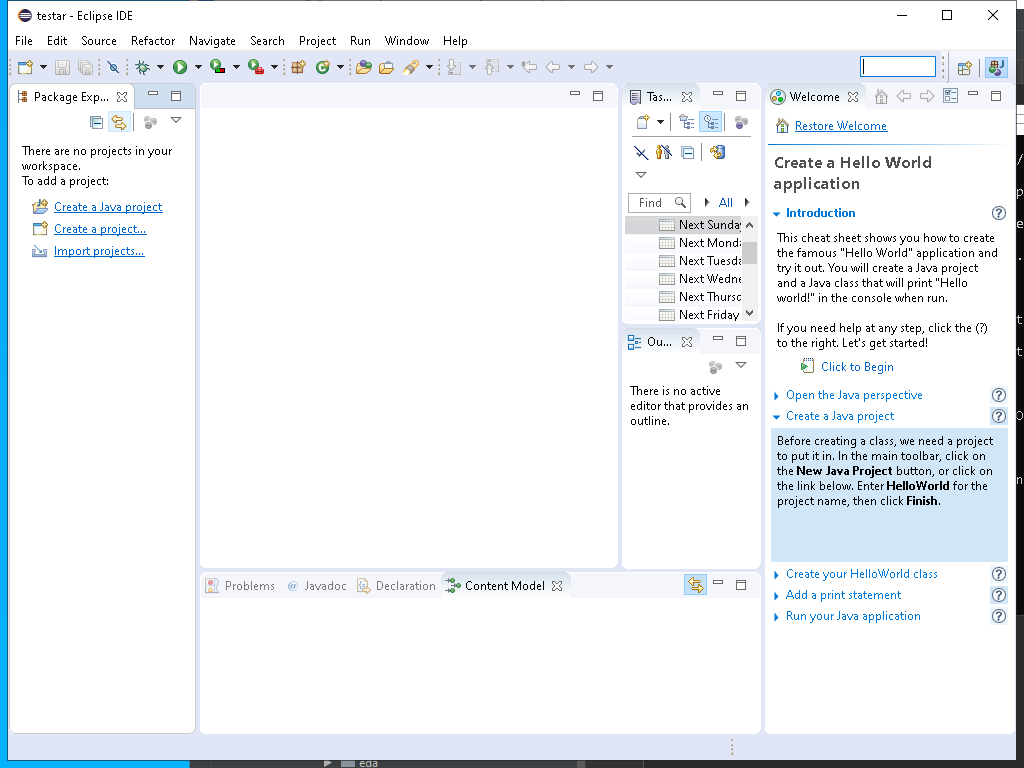 testar - Eclipse IDE
File Edit Source Refactor Navigate Search Project Run Window Help
Package Exp...
There are no projects in your
workspace.
To add a project:
Create a Java project
Create a project...
Import projects...
Tas...
Find
All
Next Sunday
Next Tuesda
Next Wedne
Next Thursd
Next Friday
Ou...
There is no active
editor that provides an
outline.
Problems
@ Javadoc
Declaration
Content Model
Welcome
Restore Welcome
Create a Hello World
application
Introduction
This cheat sheet shows you how to create
the famous "Hello World" application and
try it out. You will create a Java project
and a Java class that will print "Hello
world!" in the console when run.
If you need help at any step, click the (?)
to the right. Let's get started!
Click to Begin
Open the Java perspective
Create a Java project
Before creating a class, we need a project
to put it in. In the main toolbar, click on
the New Java Project button, or click on
the link below. Enter HelloWorld for the
project name, then click Finish.
Create your HelloWorld class
Add a print statement
Run your Java application
eda